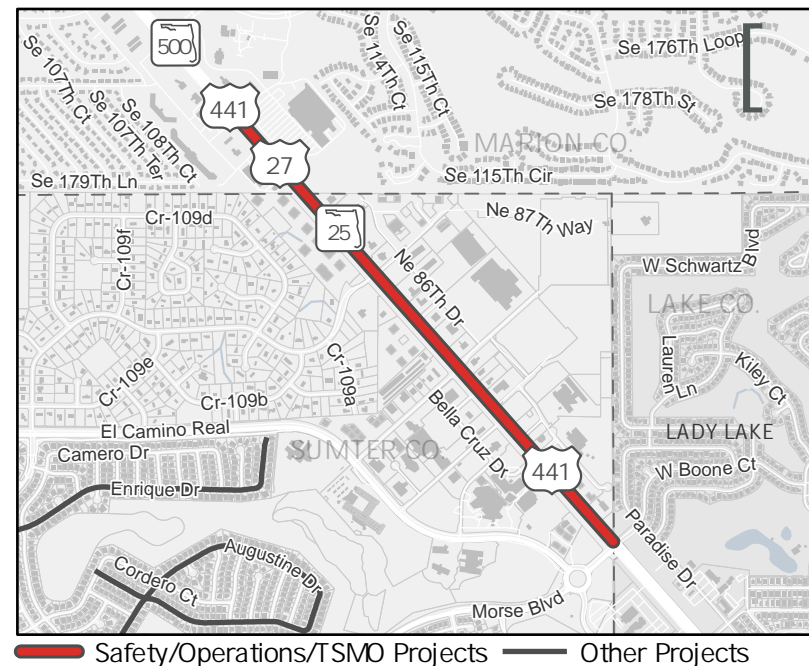 500
Se 114Th Ct
Se 115Th Ct
Se 176Th Loop
Se 107Th Ct
Se 107Th Ter
Se 108Th Ct
441
Se 178Th St
MARION CO.
27
Se 179Th Ln
Se 115Th Cir
Cr-109d
Cr-109f
25
Ne 87Th Way
W Schwartz Blvd
Ne 86Th Dr
LAKE CO.
Lauren Ln
Kiley Ct
Cr-109e
Cr-109a
Cr-109b
El Camino Real
Bella Cruz Dr
LADY LAKE
SUMTER CO.
Camero Dr
441
W Boone Ct
Enrique Dr
Paradise Dr
Augustine Dr
Cordero Ct
Morse Blvd
Safety/Operations/TSMO Projects
Other Projects